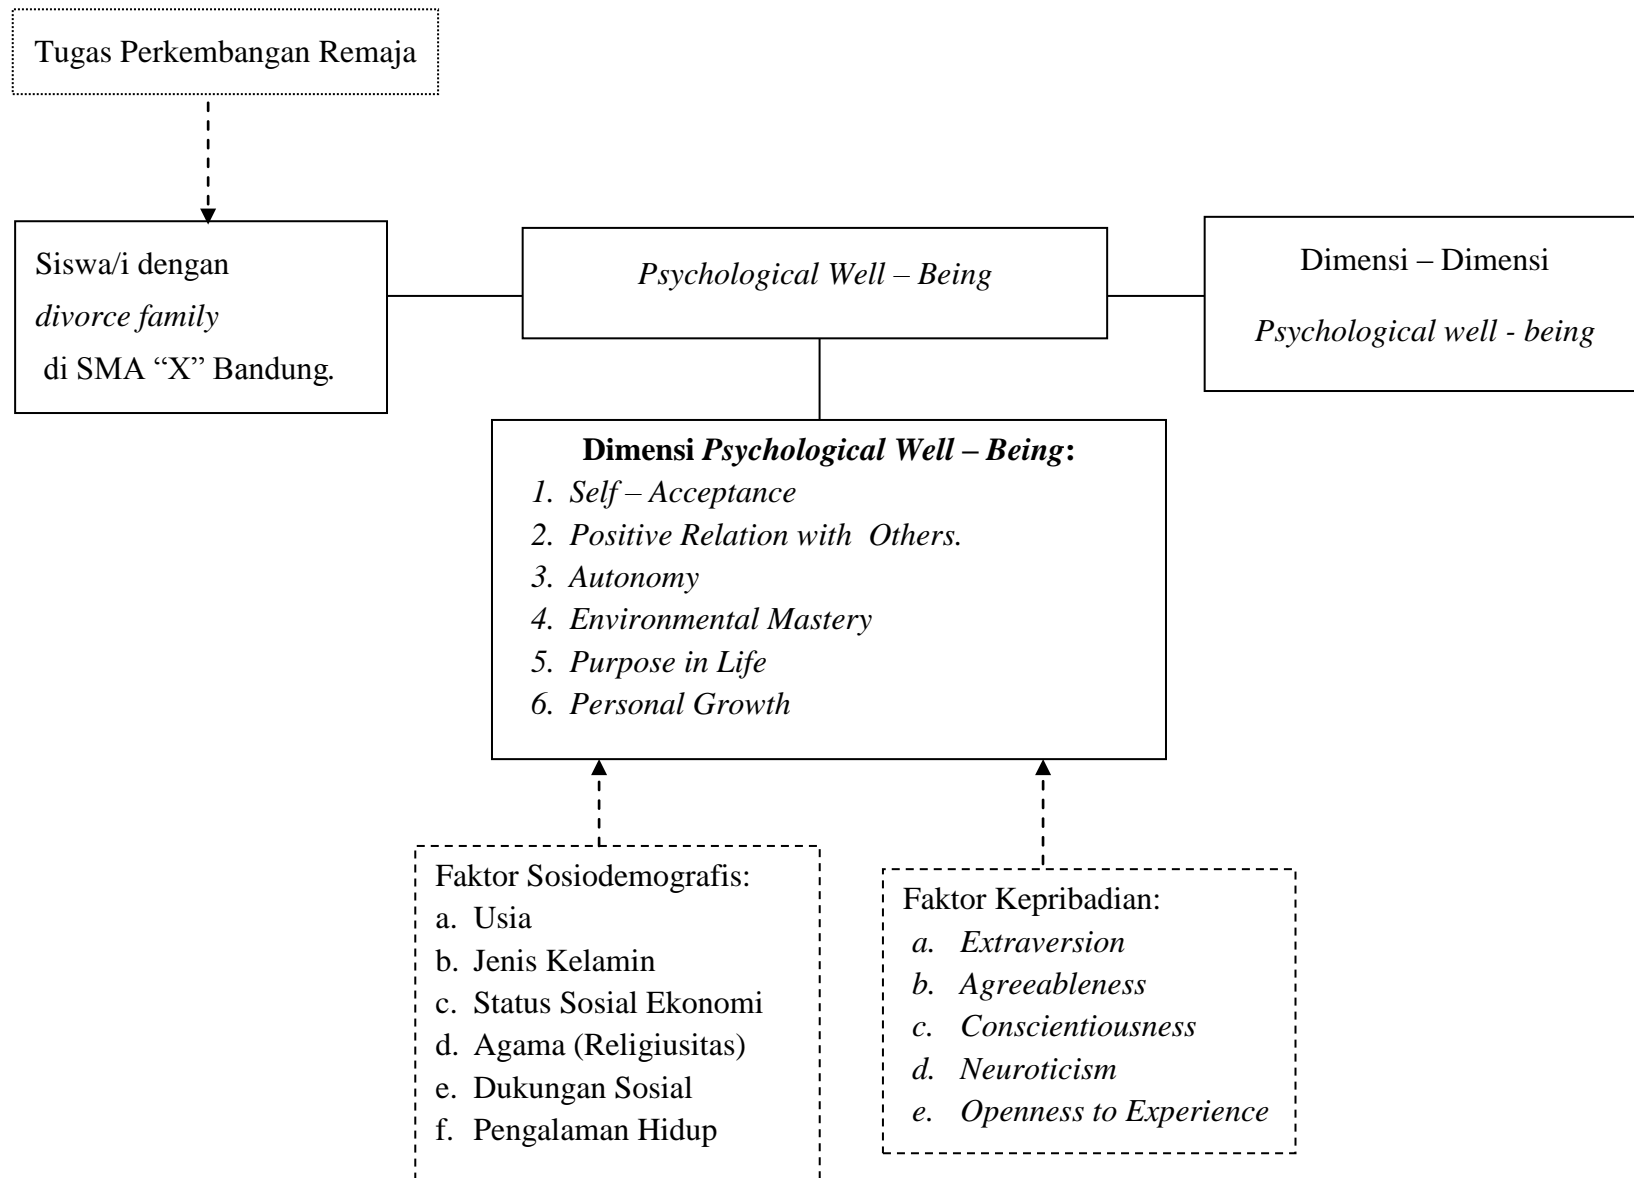 Tugas Perkembangan Remaja
Siswa/i dengan
divorce family
di SMA “X” Bandung.
Psychological Well – Being
Dimensi – Dimensi
Psychological well - being
Dimensi Psychological Well – Being:
1. Self – Acceptance
2. Positive Relation with Others.
3. Autonomy
4. Environmental Mastery
5. Purpose in Life
6. Personal Growth
Faktor Sosiodemografis:
a. Usia
b. Jenis Kelamin
c. Status Sosial Ekonomi
d. Agama (Religiusitas)
e. Dukungan Sosial
f. Pengalaman Hidup
Faktor Kepribadian:
a. Extraversion
b. Agreeableness
c. Conscientiousness
d. Neuroticism
e. Openness to Experience